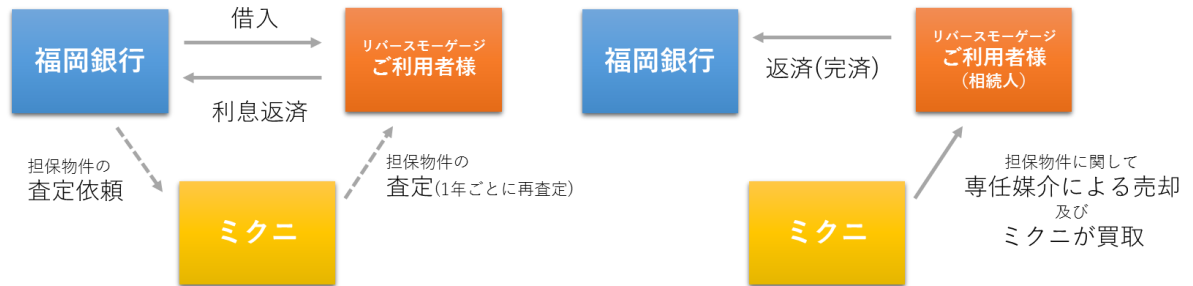 借入
福岡銀行
リバースモーゲージ
ご利用者様
利息返済
担保物件の
査定依頼
担保物件の
査定(1年ごとに再査定)
ミクニ
福岡銀行
リバースモーゲージ
ご利用者様
(相続人)
返済(完済)
担保物件に関して
専任媒介による売却
及び
ミクニが買取
ミクニ